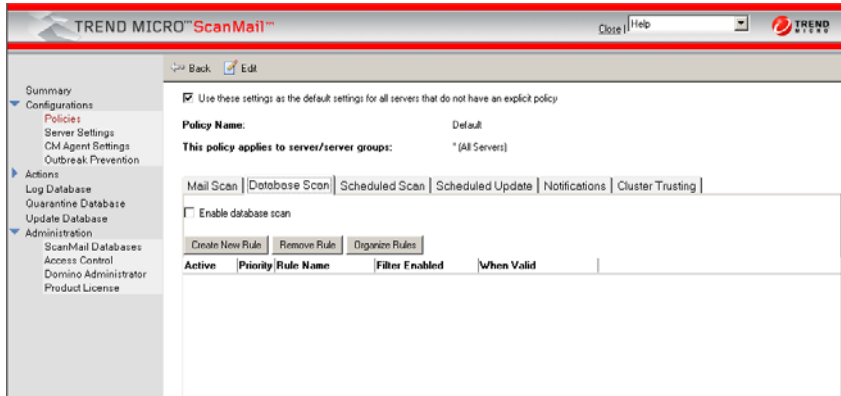 TREND MICRO™ ScanMail™
Close | Help
TREND MICRO
Back Edit
Summary
Configurations
Policies
Server Settings
CM Agent Settings
Outbreak Prevention
Actions
Log Database
Quarantine Database
Update Database
Administration
ScanMail Databases
Access Control
Domino Administrator
Product License
Use these settings as the default settings for all servers that do not have an explicit policy
Policy Name: Default
This policy applies to server/server groups: * (All Servers)
Mail Scan | Database Scan | Scheduled Scan | Scheduled Update | Notifications | Cluster Trusting |
Enable database scan
Create New Rule Remove Rule Organize Rules
Active Priority Rule Name Filter Enabled When Valid